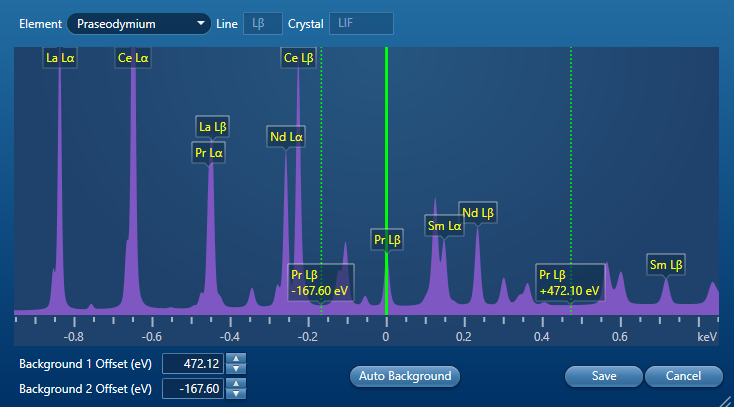 Element Praseodymium Line Lβ Crystal LIF
La Lα Ce Lα Ce Lβ
La Lβ
Nd Lα
Pr Lα
Nd Lβ
Sm Lα
Pr Lβ
Sm Lβ
Pr Lβ
-167.60 eV
Pr Lβ
+472.10 eV
-0.8 -0.6 -0.4 -0.2 0 0.2 0.4 0.6 keV
Background 1 Offset (eV) 472.12
Background 2 Offset (eV) -167.60
Auto Background Save Cancel